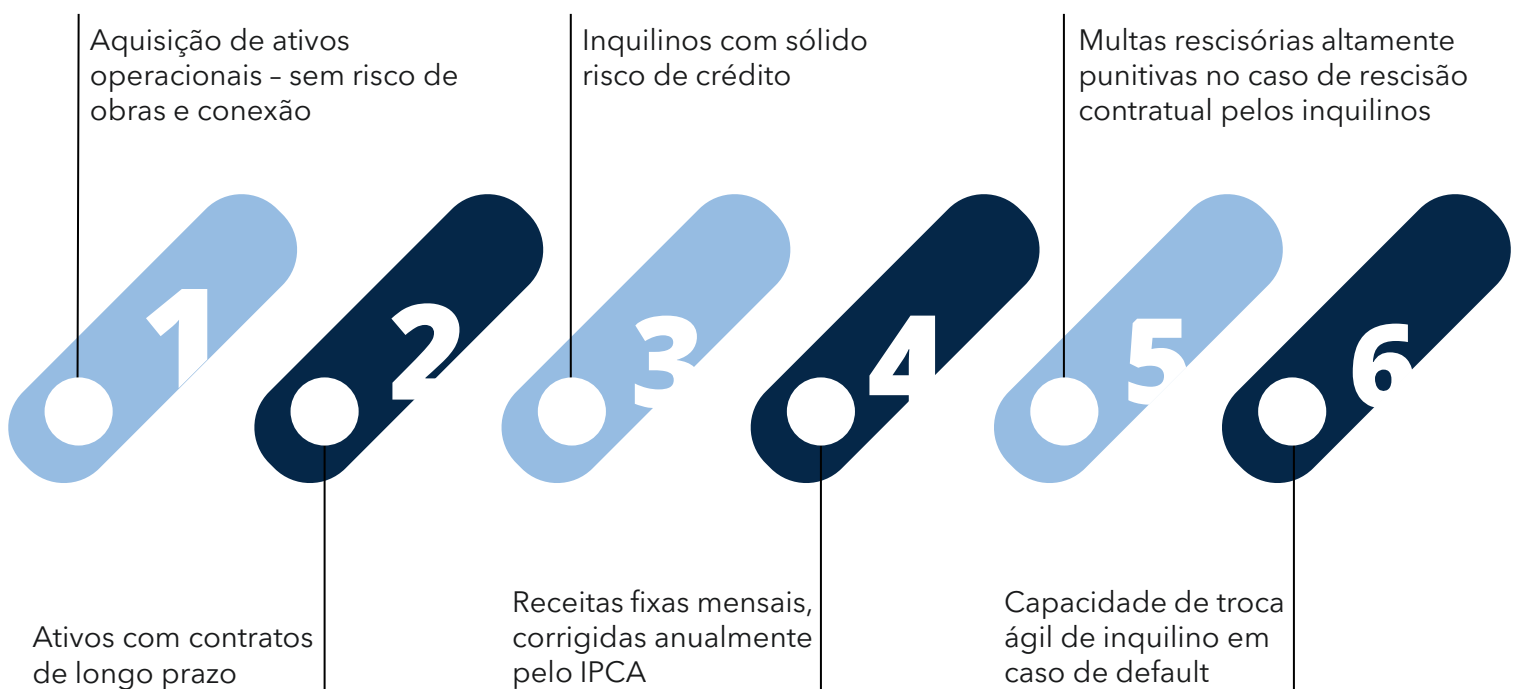 Aquisição de ativos
operacionais – sem risco de
obras e conexão
Inquilinos com sólido
risco de crédito
Multas rescisórias altamente
punitivas no caso de rescisão
contratual pelos inquilinos
1
2
3
4
5
6
Ativos com contratos
de longo prazo
Receitas fixas mensais,
corrigidas anualmente
pelo IPCA
Capacidade de troca
ágil de inquilino em
caso de default